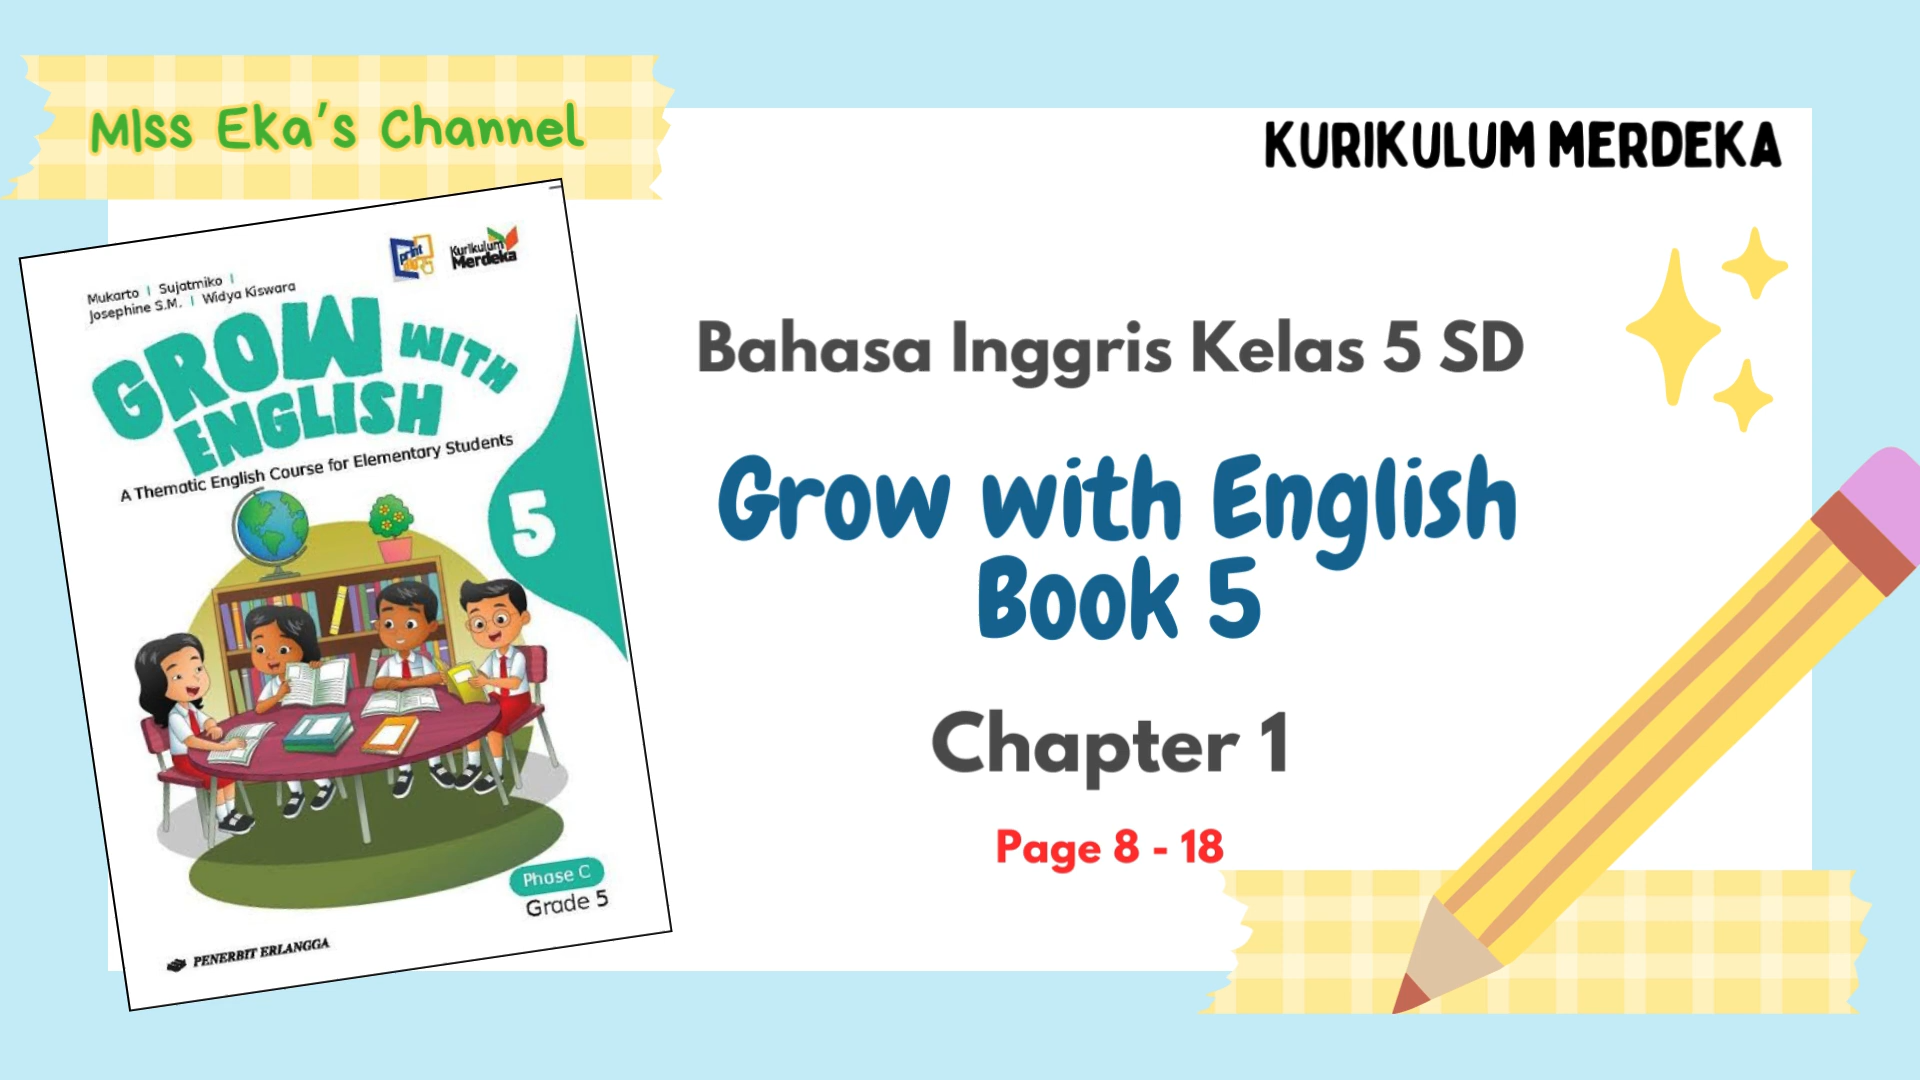 MIss Eka's Channel
KURIKULUM MERDEKA
print
Kurikulum
Merdeka
Mukarto | Sujatmiko |
Josephine S.M. | Widya Kiswara
GROW WITH
ENGLISH
A Thematic English Course for Elementary Students
5
Phase C
Grade 5
PENERBIT ERLANGGA
Bahasa Inggris Kelas 5 SD
Grow with English
Book 5
Chapter 1
Page 8 - 18